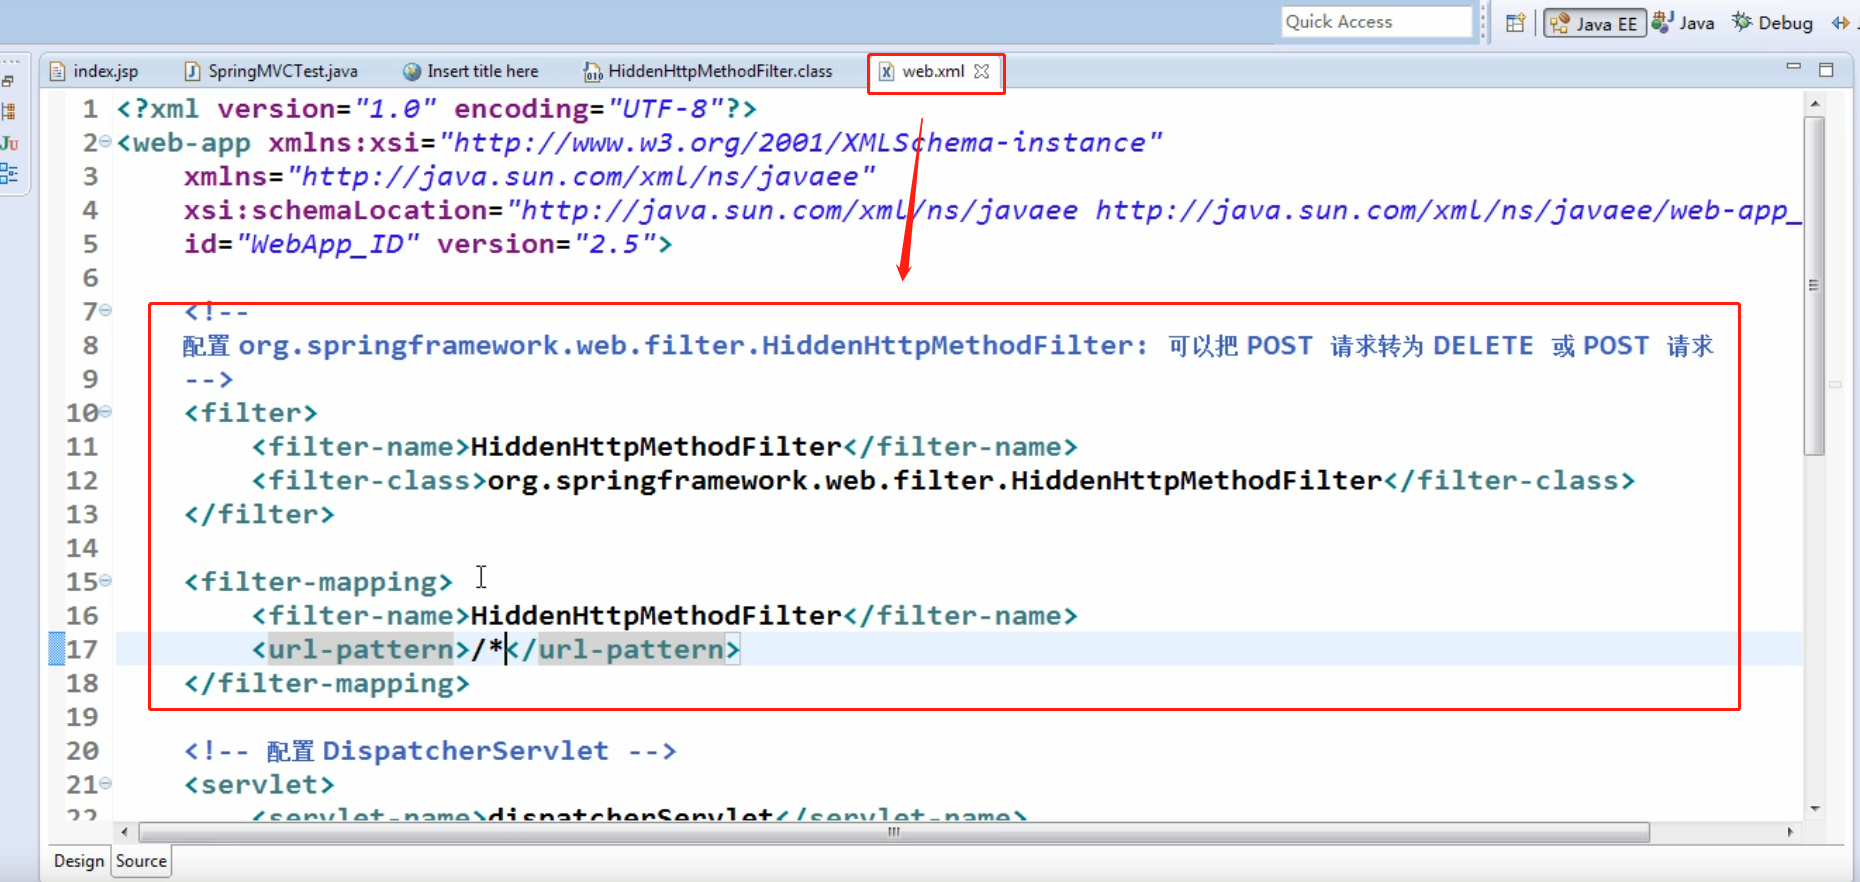 Quick Access
Java EE
Java
Debug
index.jsp
SpringMVCTest.java
Insert title here
HiddenHttpMethodFilter.class
web.xml
1 <?xml version="1.0" encoding="UTF-8"?>
2 <web-app xmlns:xsi="http://www.w3.org/2001/XMLSchema-instance"
3 xmlns="http://java.sun.com/xml/ns/javaee"
4 xsi:schemaLocation="http://java.sun.com/xml/ns/javaee http://java.sun.com/xml/ns/javaee/web-app_
5 id="WebApp_ID" version="2.5">
6
7 <!--
8 配置 org.springframework.web.filter.HiddenHttpMethodFilter: 可以把 POST 请求转为 DELETE 或 POST 请求
9 -->
10 <filter>
11 <filter-name>HiddenHttpMethodFilter</filter-name>
12 <filter-class>org.springframework.web.filter.HiddenHttpMethodFilter</filter-class>
13 </filter>
14
15 <filter-mapping>
16 <filter-name>HiddenHttpMethodFilter</filter-name>
17 <url-pattern>/*</url-pattern>
18 </filter-mapping>
19
20 <!-- 配置 DispatcherServlet -->
21 <servlet>
22 <servlet-name>dispatcherServlet</servlet-name>
Design
Source